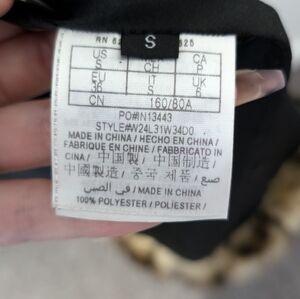 S
US S CH M CA P
EU 36 IT S UK 8
CN 160/80A
PO#N13443
STYLE#W24L31W34D0
MADE IN CHINA / HECHO EN CHINA /
FABRIQUE EN CHINE / FABBRICATO IN
CINA / 中国製 / 中国制造 /
中國製造 / 중국 제품 / صنع
في الصين / MADE IN CHINA
100% POLYESTER / POLIESTER /